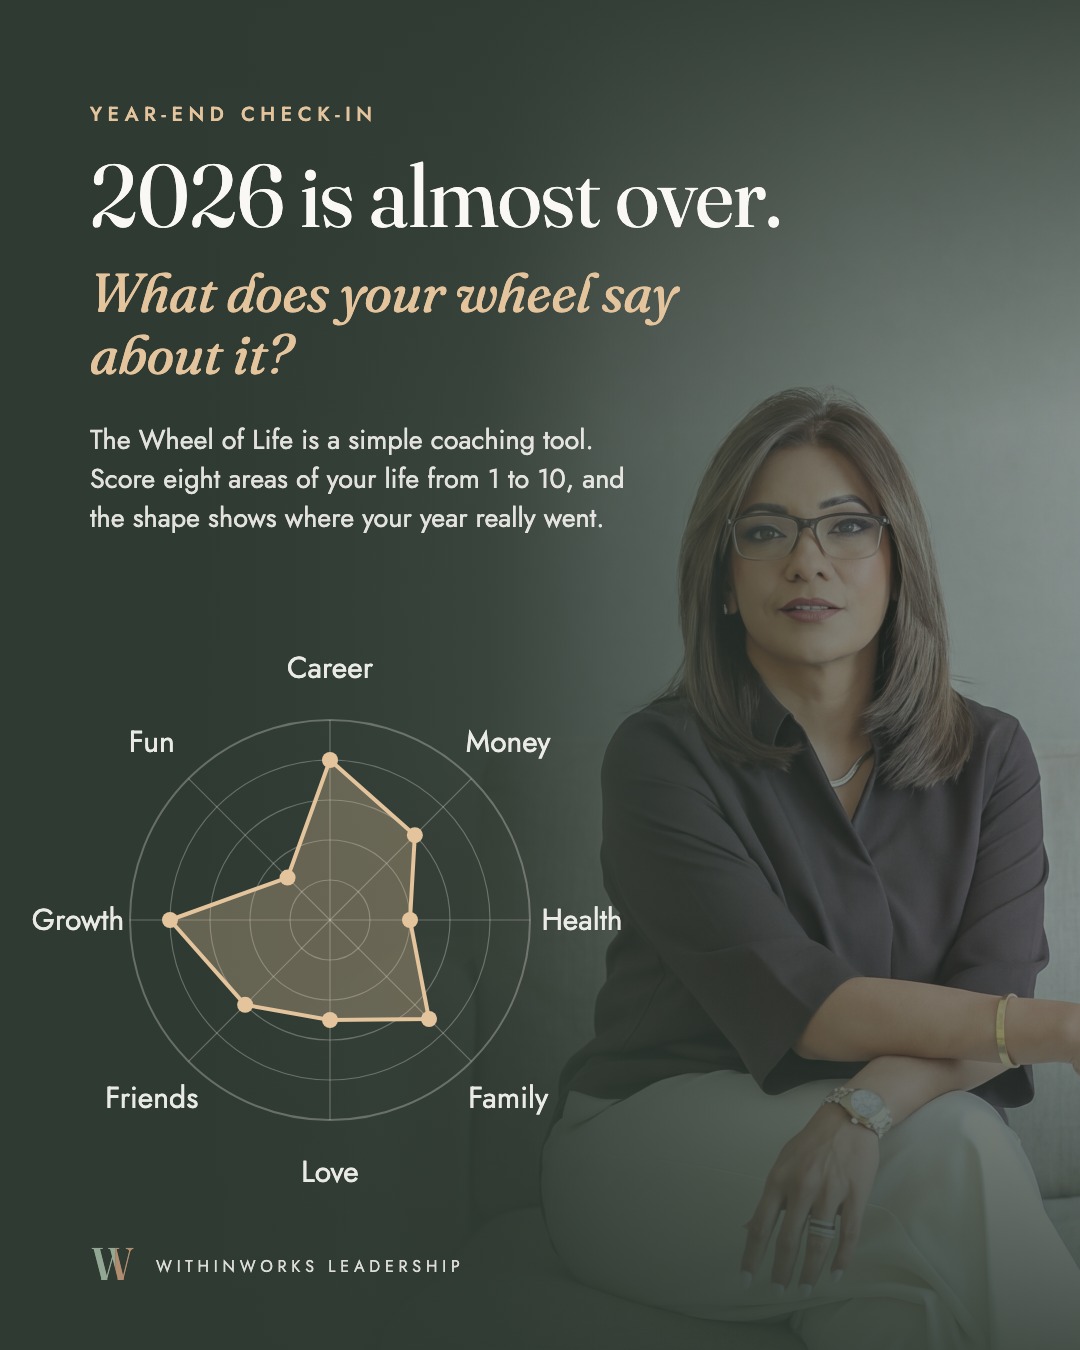 YEAR-END CHECK-IN
2026 is almost over.
What does your wheel say
about it?
The Wheel of Life is a simple coaching tool.
Score eight areas of your life from 1 to 10, and
the shape shows where your year really went.
Career
Fun
Money
Growth
Health
Friends
Family
Love
W
WITHINWORKS LEADERSHIP